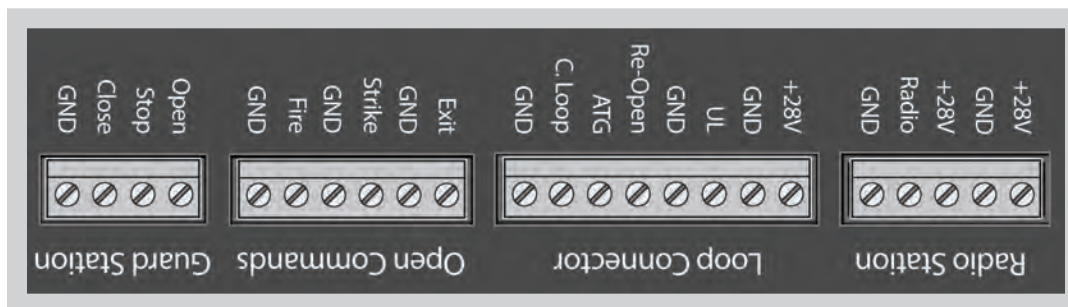 GND
Close
Stop
Open
GND
Fire
GND
Strike
GND
Exit
GND
C. Loop
ATG
Re-Open
GND
UL
GND
+28V
GND
Radio
+28V
GND
+28V
Guard Station
Open Commands
Loop Connector
Radio Station